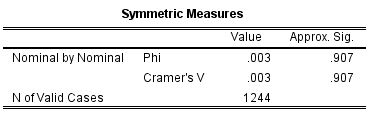 Symmetric Measures
Value Approx. Sig.
Nominal by Nominal Phi .003 .907
Cramer's V .003 .907
N of Valid Cases 1244